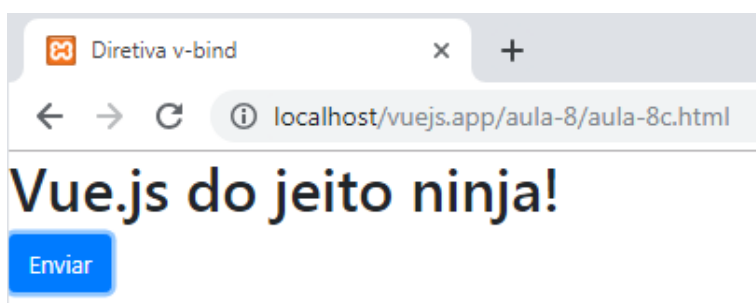 Diretiva v-bind
localhost/vuejs.app/aula-8/aula-8c.html
Vue.js do jeito ninja!
Enviar